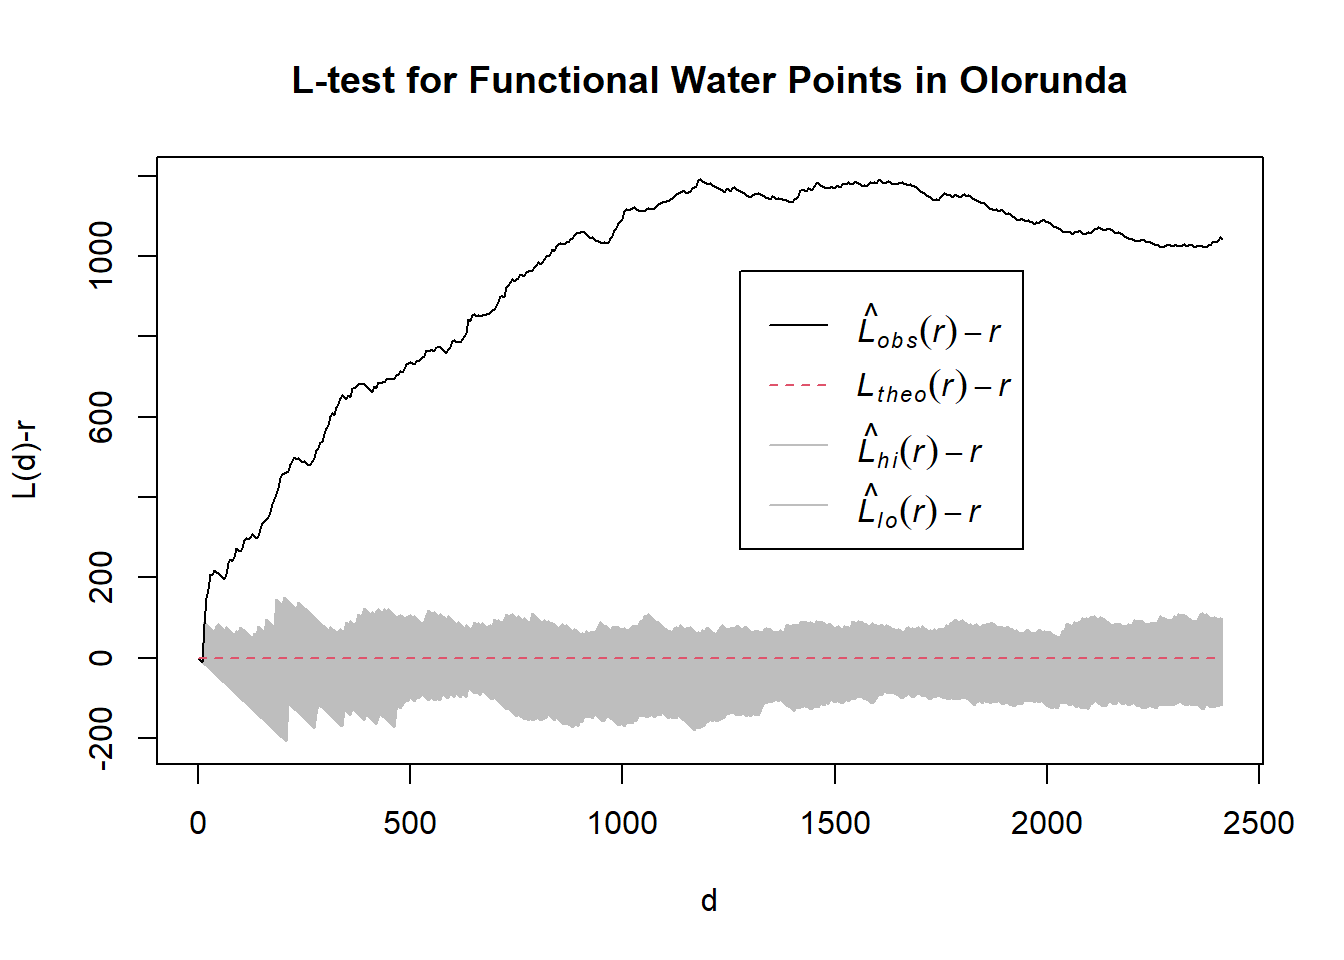 L-test for Functional Water Points in Olorunda
L(d)-r
1000
600
200
0
-200
L̂obs(r) – r
Ltheo(r) – r
L̂hi(r) – r
L̂lo(r) – r
0 500 1000 1500 2000 2500
d